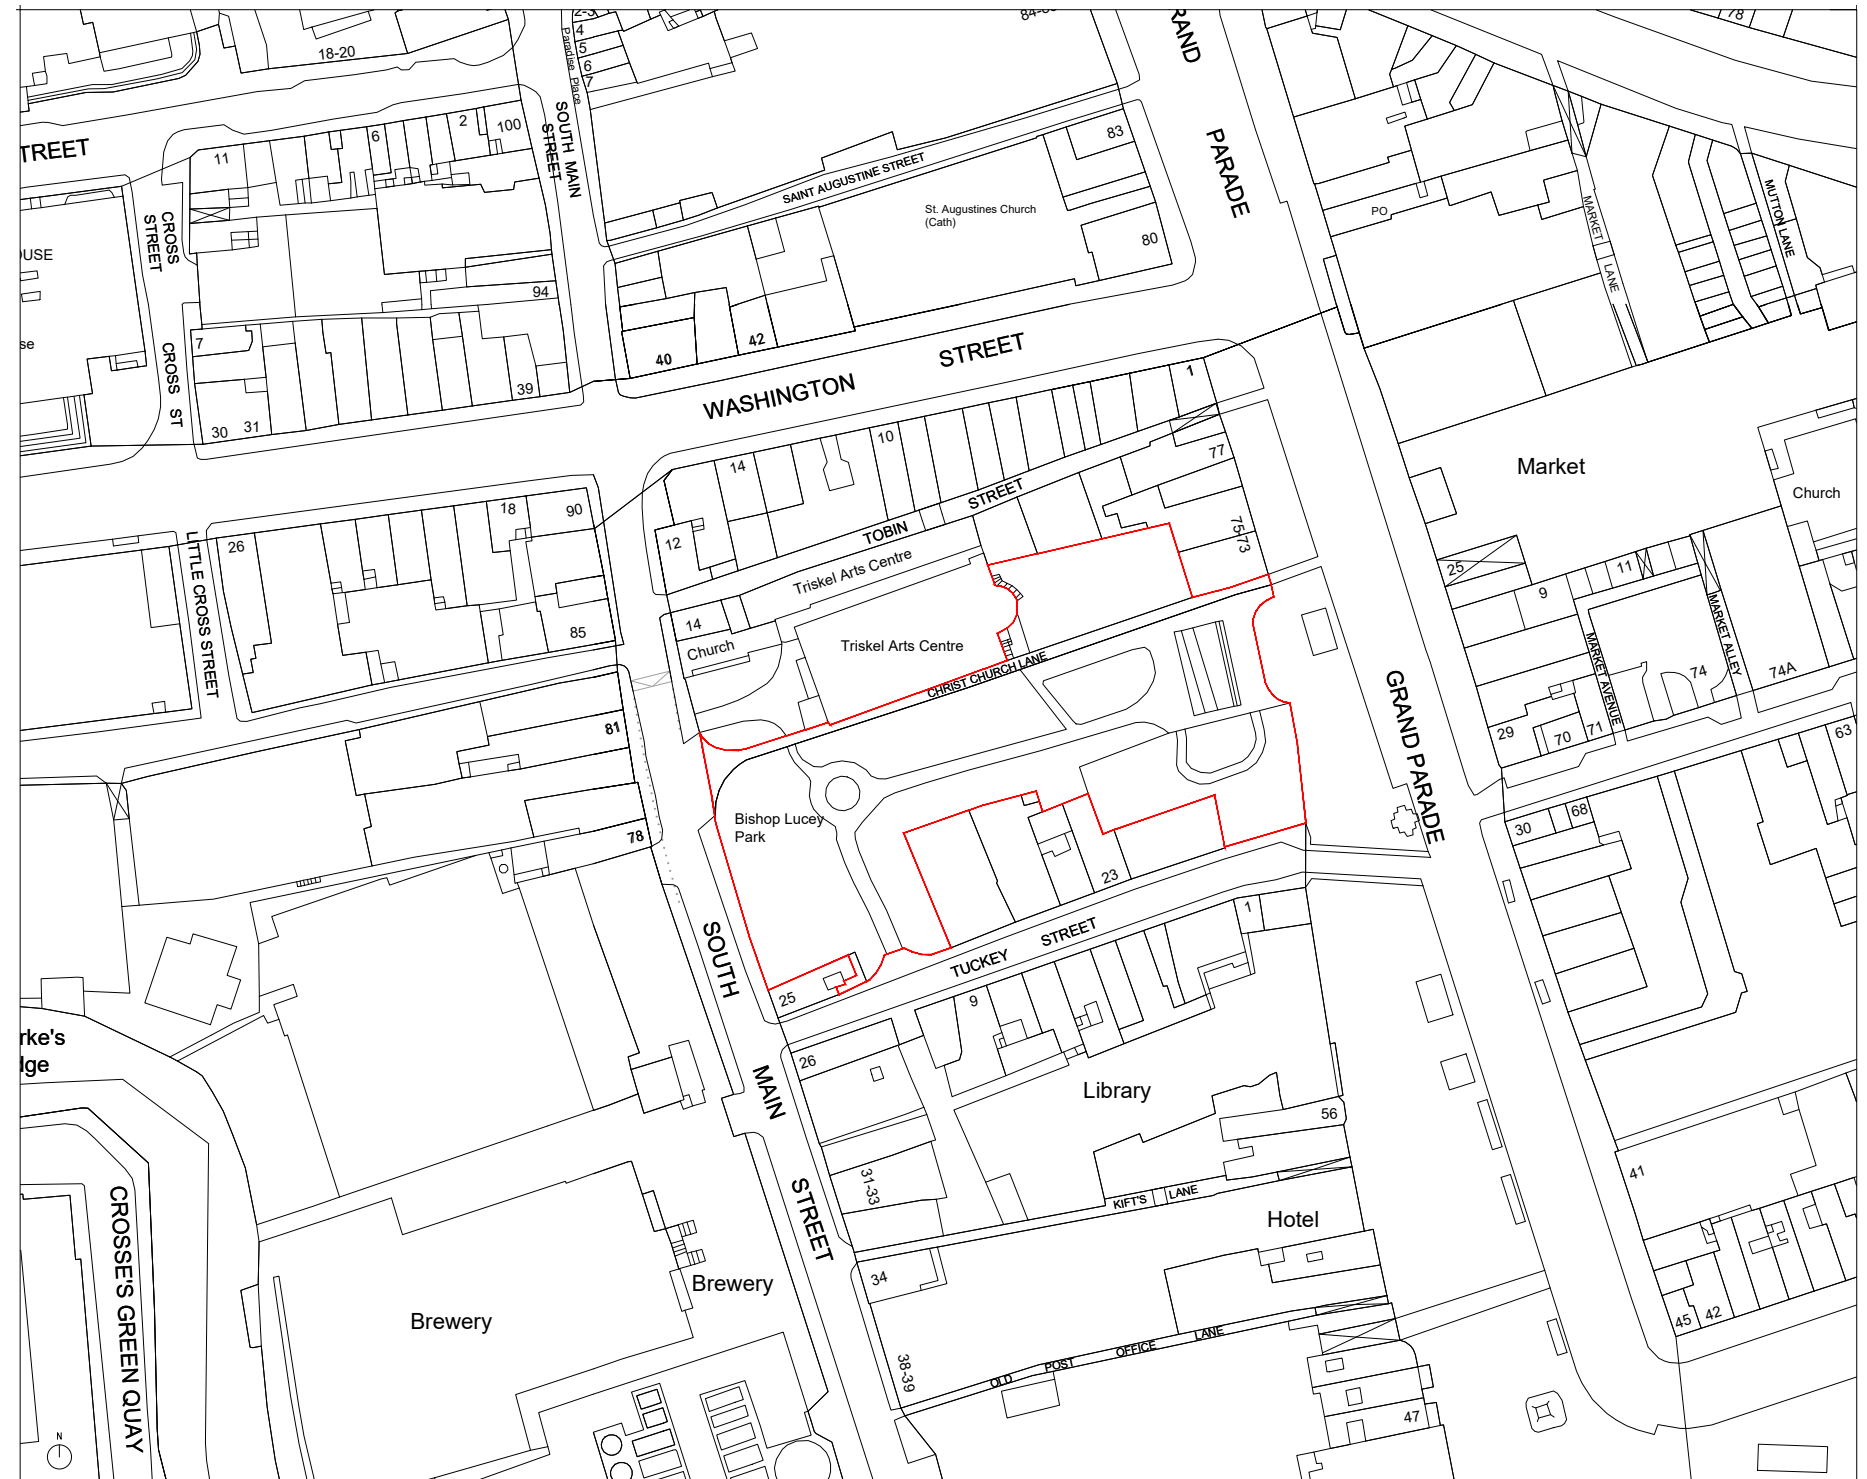 2-3
4
5
6
7
Paradise Place
18-20
RAND
PARADE
78
TREET
11
6
2
100
SOUTH MAIN
STREET
83
SAINT AUGUSTINE STREET
St. Augustines Church
(Cath)
80
PO
MARKET
LANE
MUTTON LANE
CROSS
STREET
94
7
CROSS ST
30
31
39
40
42
WASHINGTON
STREET
1
10
14
77
75-73
TOBIN
STREET
12
Triskel Arts Centre
Market
Church
18
90
26
LITTLE CROSS STREET
85
14
Church
Triskel Arts Centre
CHRIST CHURCH LANE
25
9
11
MARKET AVENUE
MARKET ALLEY
74
74A
29
70
71
63
81
78
GRAND PARADE
Bishop Lucey
Park
30
68
23
1
SOUTH
MAIN
STREET
TUCKEY
STREET
25
9
26
rke's
Library
56
31-33
KIFT'S
LANE
Hotel
41
34
Brewery
Brewery
CROSSE'S GREEN QUAY
OLD
POST
OFFICE
LANE
38-39
45
42
47
N